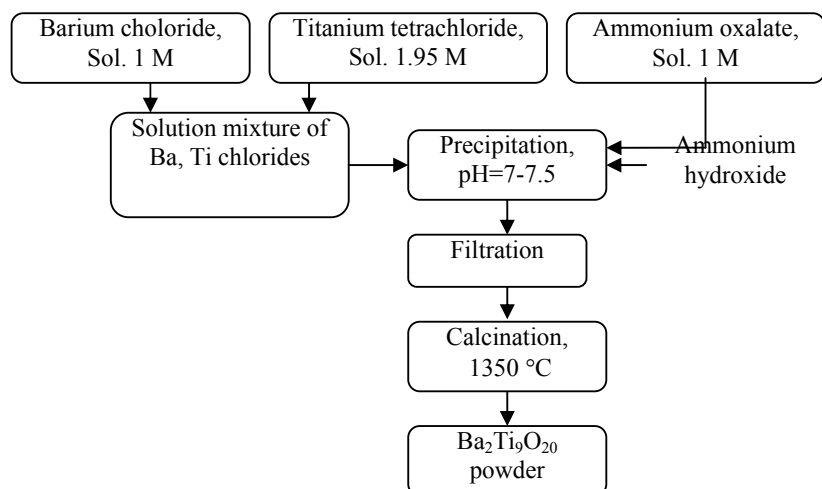 Barium choloride,
Sol. 1 M
Titanium tetrachloride,
Sol. 1.95 M
Ammonium oxalate,
Sol. 1 M
Solution mixture of
Ba, Ti chlorides
Precipitation,
pH=7-7.5
Ammonium
hydroxide
Filtration
Calcination,
1350 °C
Ba₂Ti₉O₂₀
powder